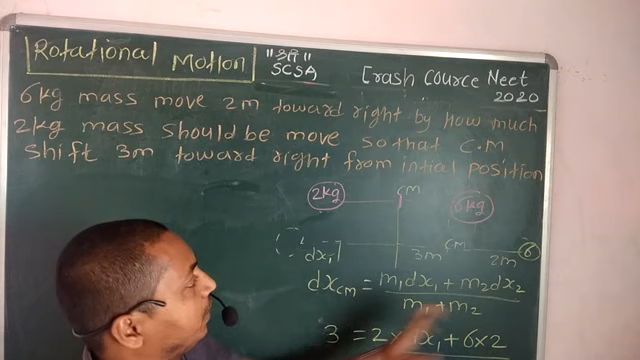 Rotational Motion
"श्री"
SCSA
Crash Cource Neet
2020
6kg mass move 2m toward right by how much
2kg mass should be move so that C.M
shift 3m toward right from intial position
2kg CM 6kg
dx₁ 3m CM 2m 6
dx_CM = m₁dx₁ + m₂dx₂
m₁ + m₂
3 = 2 × dx₁ + 6×2